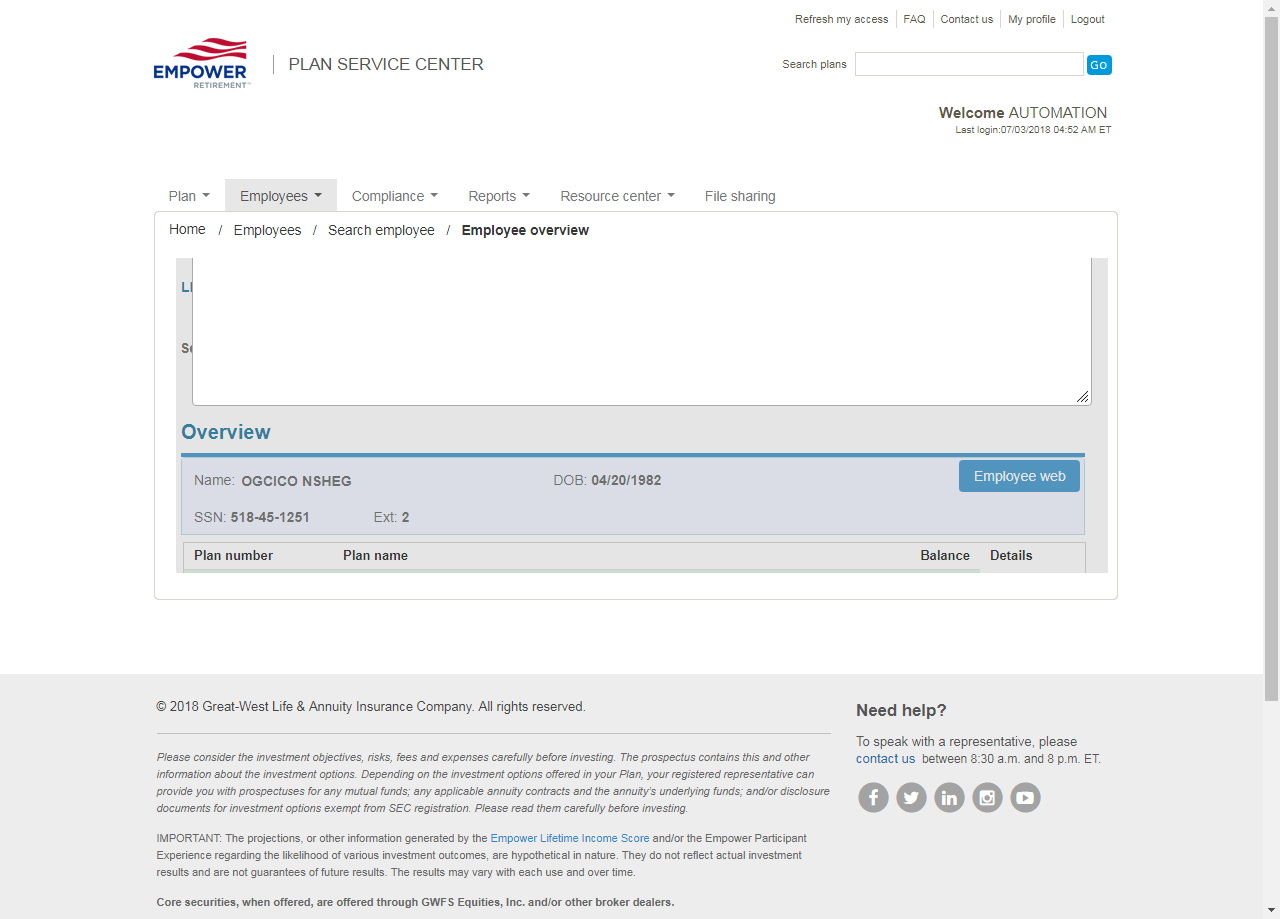 Refresh my access FAQ Contact us My profile Logout
EMPOWER
RETIREMENT™
PLAN SERVICE CENTER
Search plans Go
Welcome AUTOMATION
Last login:07/03/2018 04:52 AM ET
Plan Employees Compliance Reports Resource center File sharing
Home / Employees / Search employee / Employee overview
Overview
Name: OGCICO NSHEG DOB: 04/20/1982 Employee web
SSN: 518-45-1251 Ext: 2
Plan number Plan name Balance Details
© 2018 Great-West Life & Annuity Insurance Company. All rights reserved.
Please consider the investment objectives, risks, fees and expenses carefully before investing. The prospectus contains this and other
information about the investment options. Depending on the investment options offered in your Plan, your registered representative can
provide you with prospectuses for any mutual funds; any applicable annuity contracts and the annuity's underlying funds; and/or disclosure
documents for investment options exempt from SEC registration. Please read them carefully before investing.
IMPORTANT: The projections, or other information generated by the Empower Lifetime Income Score and/or the Empower Participant
Experience regarding the likelihood of various investment outcomes, are hypothetical in nature. They do not reflect actual investment
results and are not guarantees of future results. The results may vary with each use and over time.
Core securities, when offered, are offered through GWFS Equities, Inc. and/or other broker dealers.
Need help?
To speak with a representative, please
contact us between 8:30 a.m. and 8 p.m. ET.